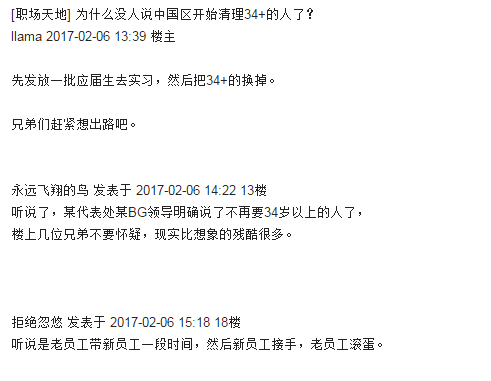 [职场天地] 为什么没人说中国区开始清理34+的人了？
llama 2017-02-06 13:39 楼主
先发放一批应届生去实习，然后把34+的换掉。
兄弟们赶紧想出路吧。
永远飞翔的鸟 发表于 2017-02-06 14:22 13楼
听说了，某代表处某BG领导明确说了不再要34岁以上的人了，
楼上几位兄弟不要怀疑，现实比想象的残酷很多。
拒绝忽悠 发表于 2017-02-06 15:18 18楼
听说是老员工带新员工一段时间，然后新员工接手，老员工滚蛋。